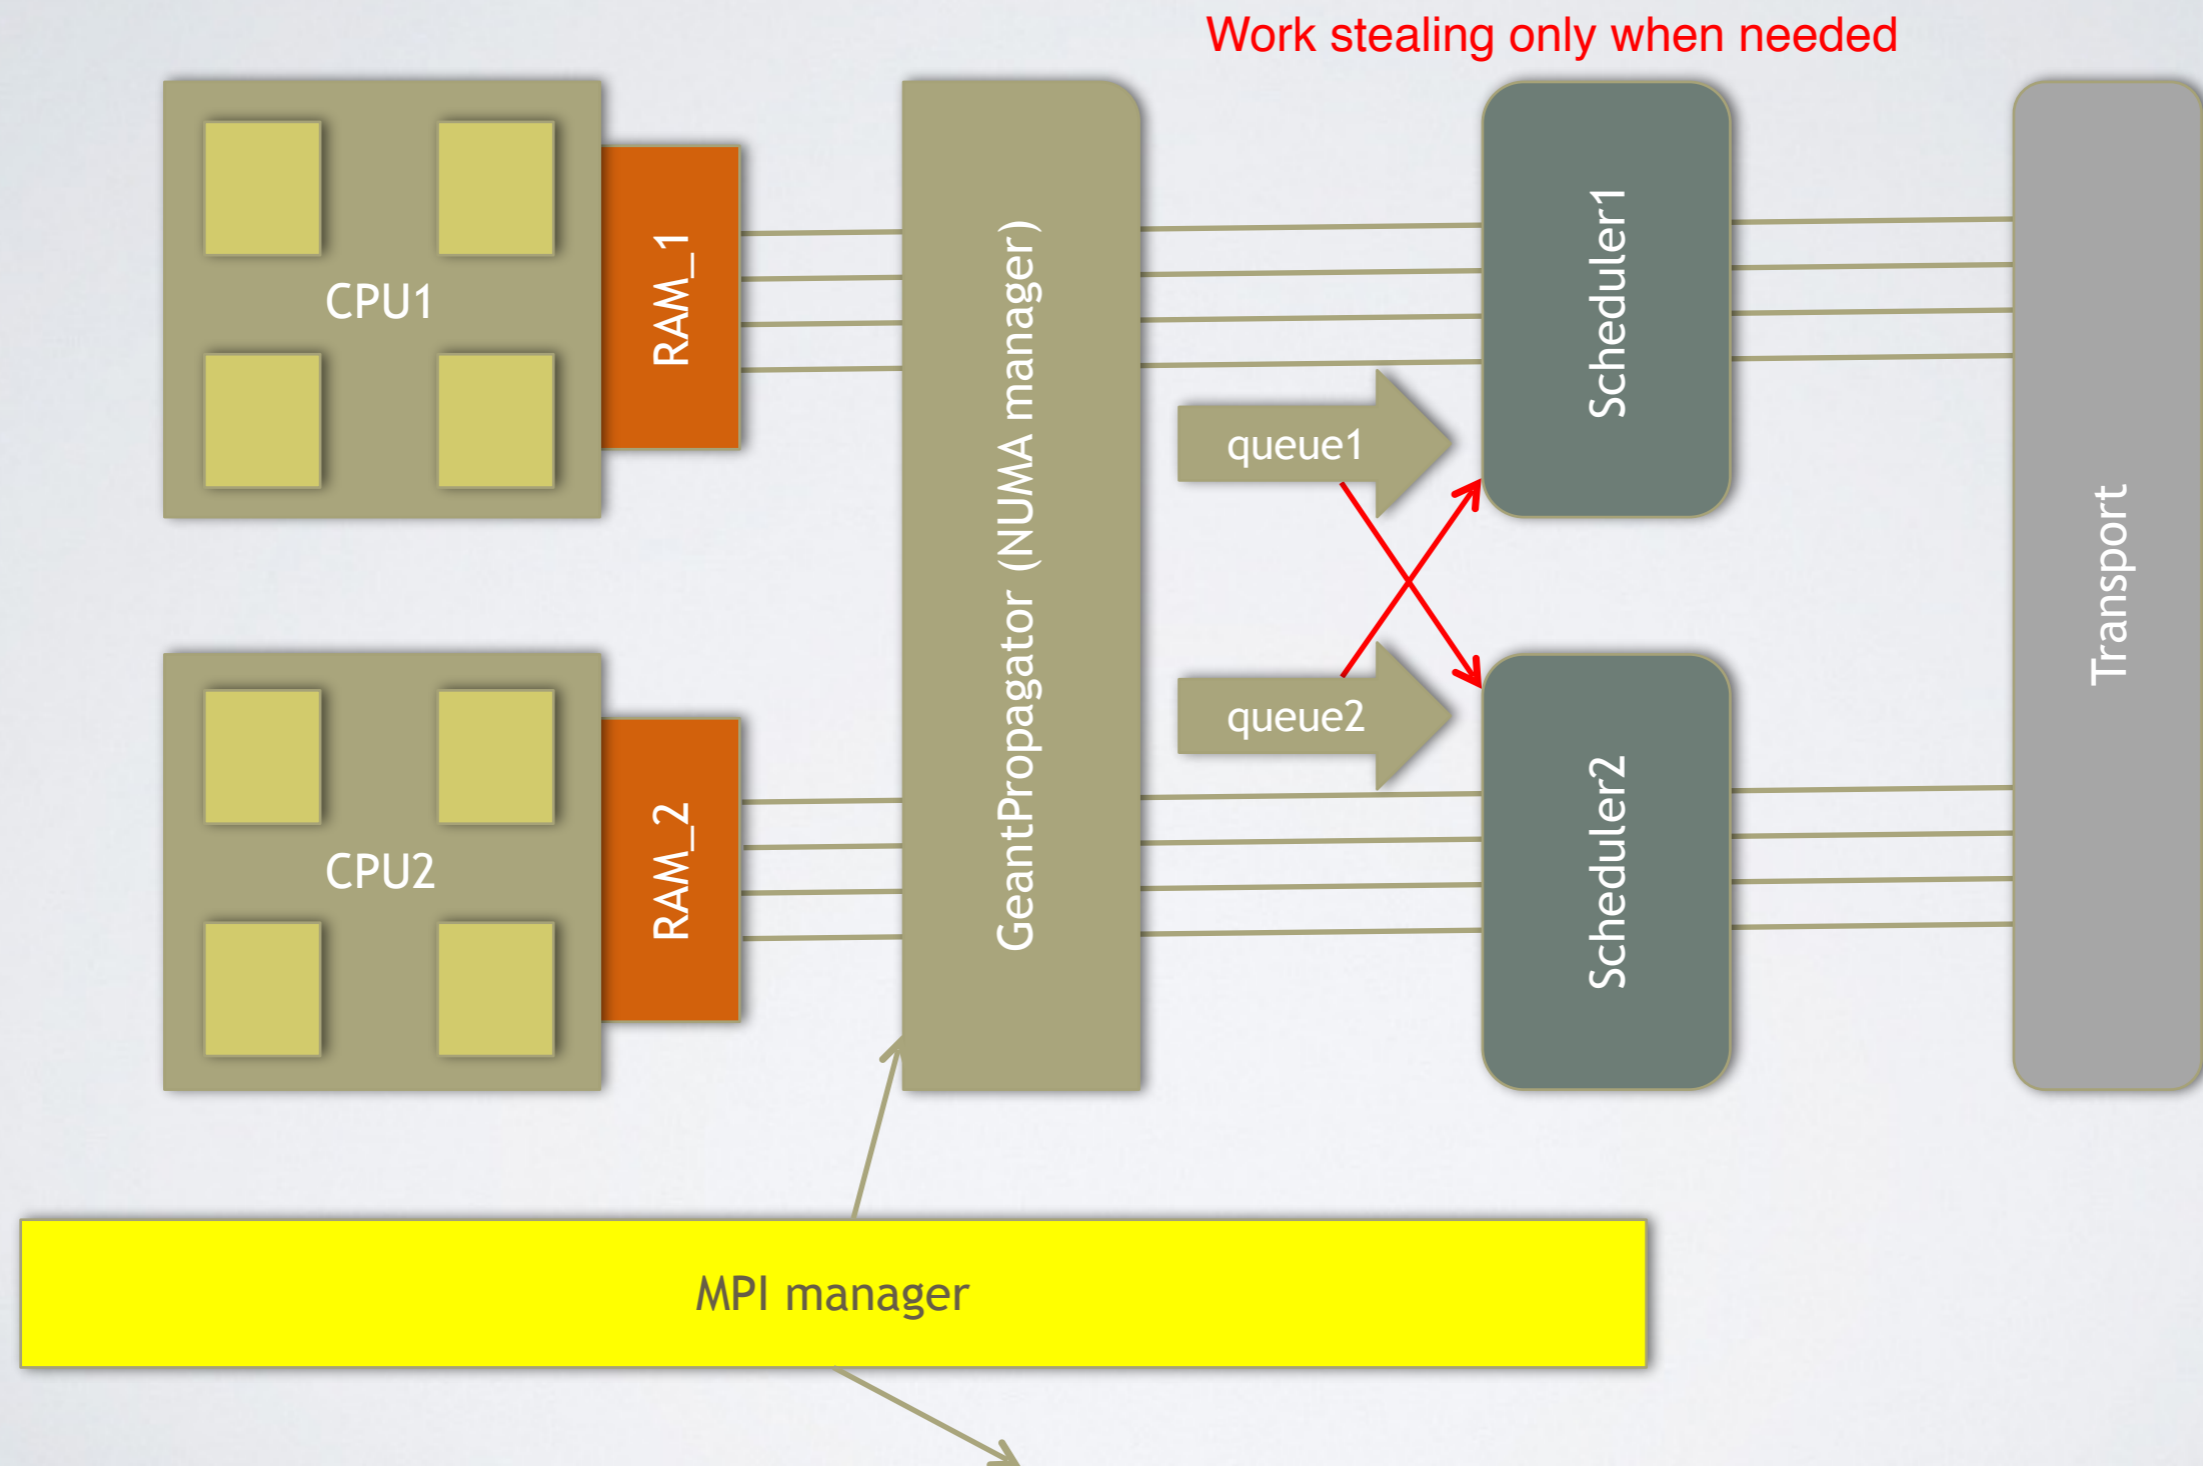 Work stealing only when needed
CPU1
RAM_1
GeantPropagator (NUMA manager)
queue1
Scheduler1
Transport
CPU2
RAM_2
queue2
Scheduler2
MPI manager